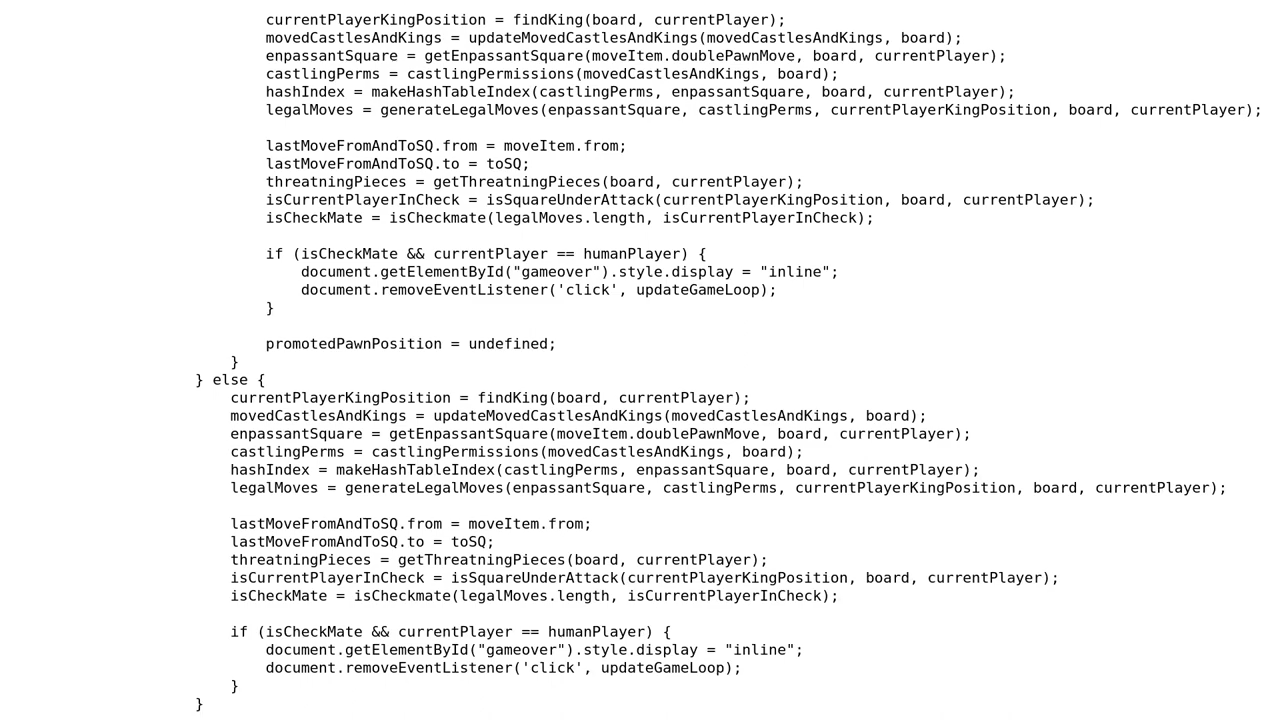 currentPlayerKingPosition = findKing(board, currentPlayer);
movedCastlesAndKings = updateMovedCastlesAndKings(movedCastlesAndKings, board);
enpassantSquare = getEnpassantSquare(moveItem.doublePawnMove, board, currentPlayer);
castlingPerms = castlingPermissions(movedCastlesAndKings, board);
hashIndex = makeHashTableIndex(castlingPerms, enpassantSquare, board, currentPlayer);
legalMoves = generateLegalMoves(enpassantSquare, castlingPerms, currentPlayerKingPosition, board, currentPlayer);

lastMoveFromAndToSQ.from = moveItem.from;
lastMoveFromAndToSQ.to = toSQ;
threatningPieces = getThreatningPieces(board, currentPlayer);
isCurrentPlayerInCheck = isSquareUnderAttack(currentPlayerKingPosition, board, currentPlayer);
isCheckMate = isCheckmate(legalMoves.length, isCurrentPlayerInCheck);

if (isCheckMate && currentPlayer == humanPlayer) {
document.getElementById("gameover").style.display = "inline";
document.removeEventListener('click', updateGameLoop);
}

promotedPawnPosition = undefined;
}
} else {
currentPlayerKingPosition = findKing(board, currentPlayer);
movedCastlesAndKings = updateMovedCastlesAndKings(movedCastlesAndKings, board);
enpassantSquare = getEnpassantSquare(moveItem.doublePawnMove, board, currentPlayer);
castlingPerms = castlingPermissions(movedCastlesAndKings, board);
hashIndex = makeHashTableIndex(castlingPerms, enpassantSquare, board, currentPlayer);
legalMoves = generateLegalMoves(enpassantSquare, castlingPerms, currentPlayerKingPosition, board, currentPlayer);

lastMoveFromAndToSQ.from = moveItem.from;
lastMoveFromAndToSQ.to = toSQ;
threatningPieces = getThreatningPieces(board, currentPlayer);
isCurrentPlayerInCheck = isSquareUnderAttack(currentPlayerKingPosition, board, currentPlayer);
isCheckMate = isCheckmate(legalMoves.length, isCurrentPlayerInCheck);

if (isCheckMate && currentPlayer == humanPlayer) {
document.getElementById("gameover").style.display = "inline";
document.removeEventListener('click', updateGameLoop);
}
}